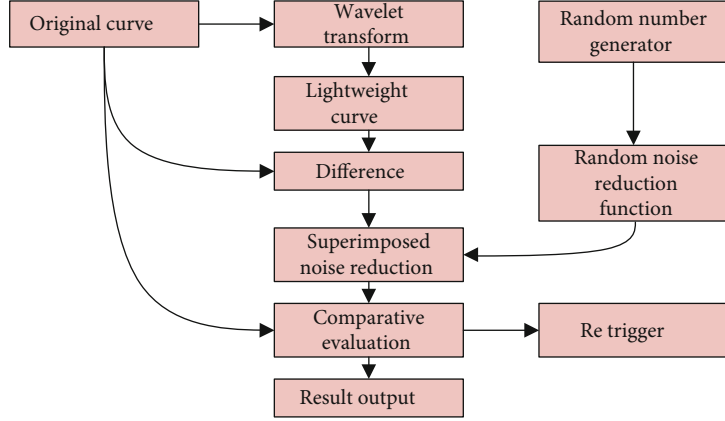 Original curve
Wavelet
transform
Random number
generator
Lightweight
curve
Difference
Random noise
reduction
function
Superimposed
noise reduction
Comparative
evaluation
Re trigger
Result output